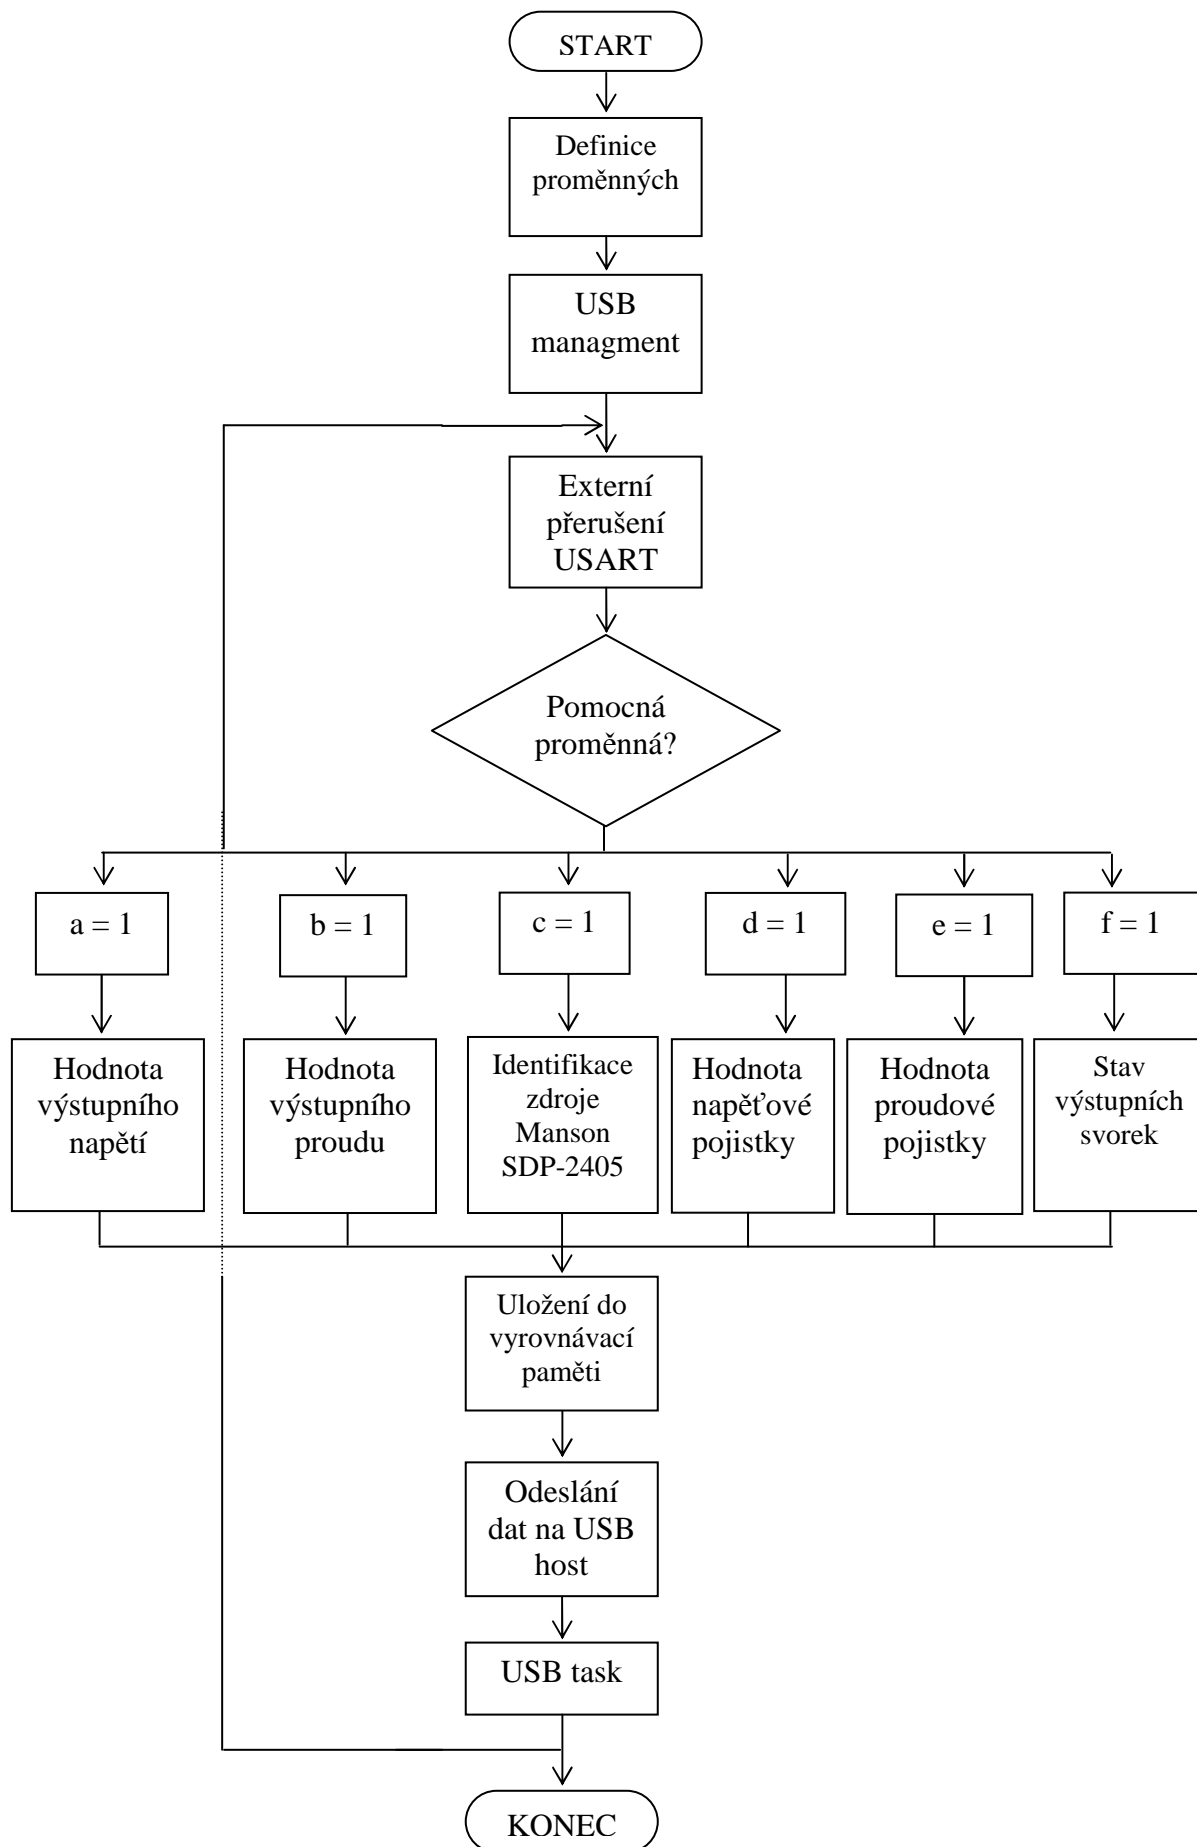 START
Definice
proměnných
USB
managment
Externí
přerušení
USART
Pomocná
proměnná?
a = 1
b = 1
c = 1
d = 1
e = 1
f = 1
Hodnota
výstupního
napětí
Hodnota
výstupního
proudu
Identifikace
zdroje
Manson
SDP-2405
Hodnota
napěťové
pojistky
Hodnota
proudové
pojistky
Stav
výstupních
svorek
Uložení do
vyrovnávací
paměti
Odeslání
dat na USB
host
USB task
KONEC